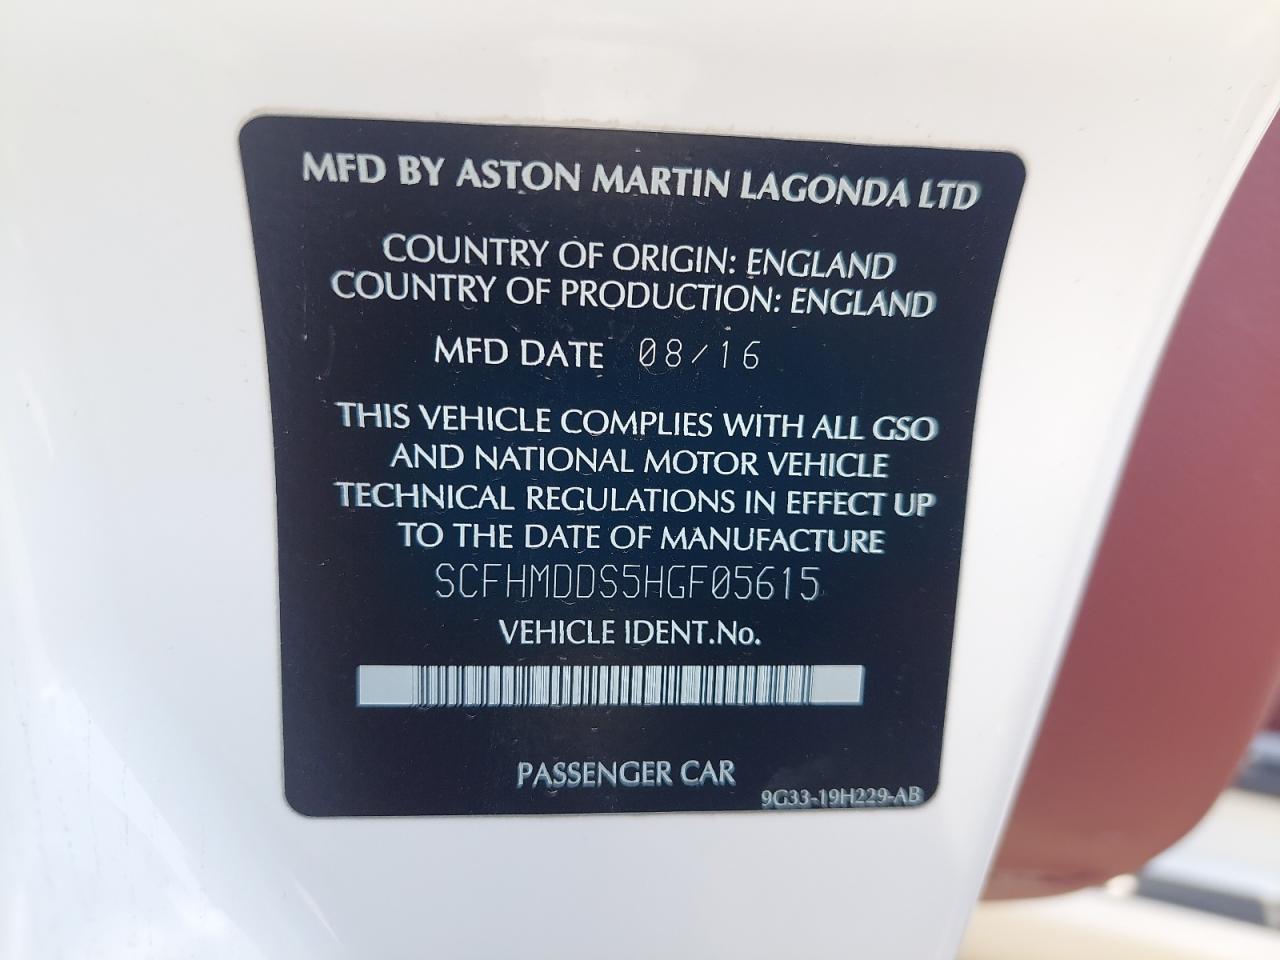 MFD BY ASTON MARTIN LAGONDA LTD
COUNTRY OF ORIGIN: ENGLAND
COUNTRY OF PRODUCTION: ENGLAND
MFD DATE 08/16
THIS VEHICLE COMPLIES WITH ALL GSO
AND NATIONAL MOTOR VEHICLE
TECHNICAL REGULATIONS IN EFFECT UP
TO THE DATE OF MANUFACTURE
SCFHMDDS5HGF05615
VEHICLE IDENT.No.
PASSENGER CAR
9G33-19H229-AB